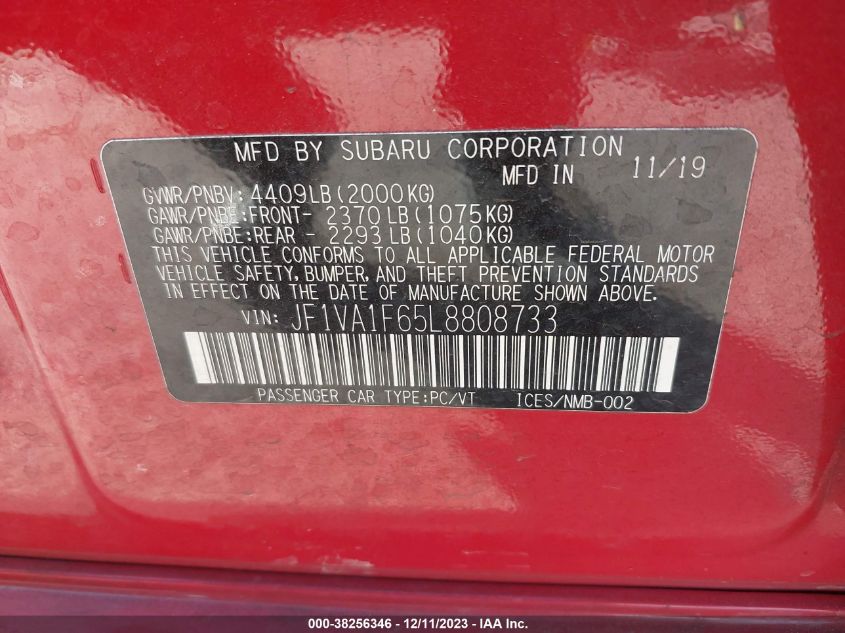 MFD BY SUBARU CORPORATION
MFD IN 11/19
GVWR/PNBV: 4409LB(2000KG)
GAWR/PNBE:FRONT- 2370 LB(1075KG)
GAWR/PNBE:REAR - 2293 LB(1040KG)
THIS VEHICLE CONFORMS TO ALL APPLICABLE FEDERAL MOTOR
VEHICLE SAFETY, BUMPER, AND THEFT PREVENTION STANDARDS
IN EFFECT ON THE DATE OF MANUFACTURE SHOWN ABOVE.
VIN: JF1VA1F65L8808733
PASSENGER CAR TYPE:PC/VT ICES/NMB-002
000-38256346 - 12/11/2023 - IAA Inc.